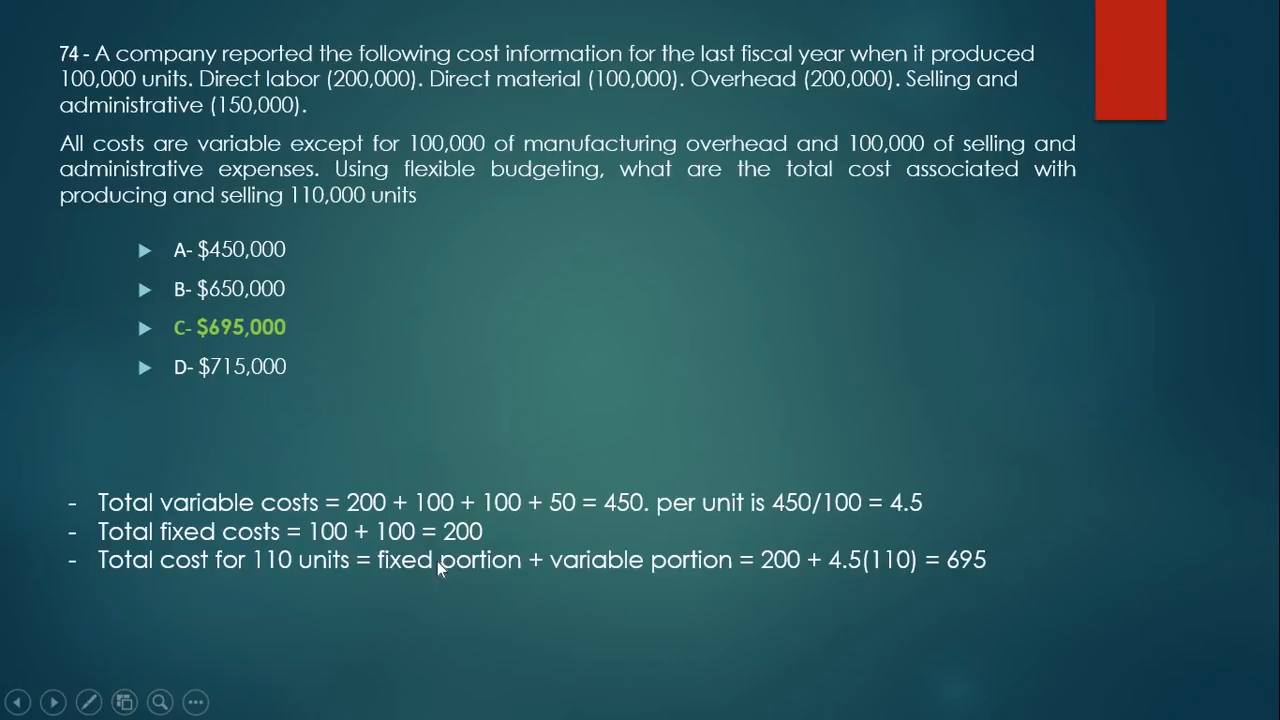 74 - A company reported the following cost information for the last fiscal year when it produced
100,000 units. Direct labor (200,000). Direct material (100,000). Overhead (200,000). Selling and
administrative (150,000).
All costs are variable except for 100,000 of manufacturing overhead and 100,000 of selling and
administrative expenses. Using flexible budgeting, what are the total cost associated with
producing and selling 110,000 units
A- $450,000
B- $650,000
C- $695,000
D- $715,000
- Total variable costs = 200 + 100 + 100 + 50 = 450. per unit is 450/100 = 4.5
- Total fixed costs = 100 + 100 = 200
- Total cost for 110 units = fixed portion + variable portion = 200 + 4.5(110) = 695